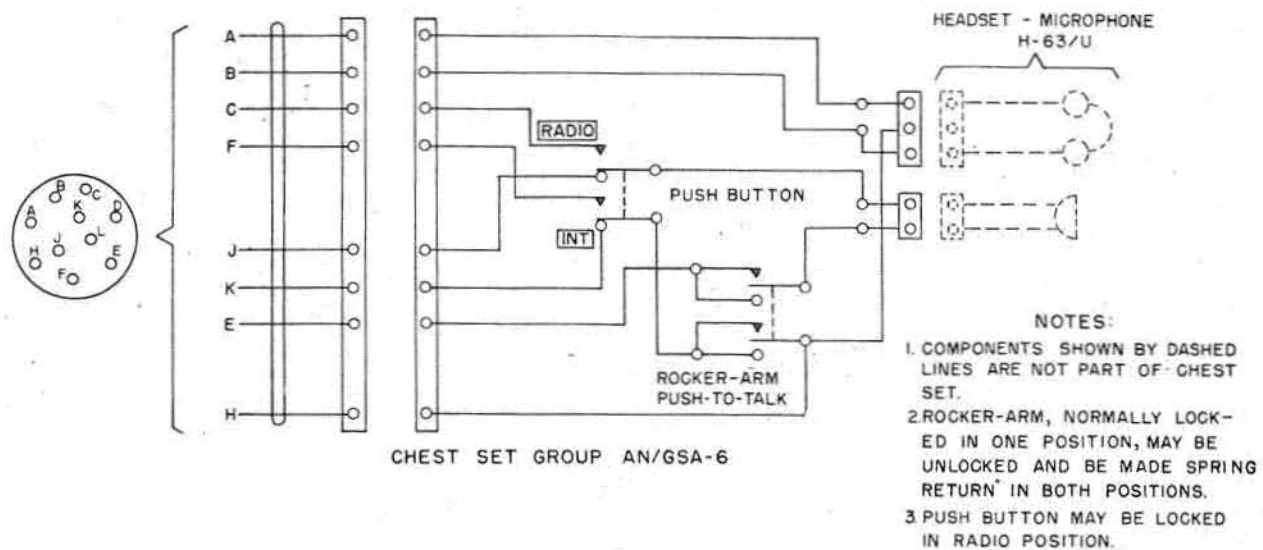 HEADSET - MICROPHONE
H-63/U
A
B
C
F
J
K
E
H
RADIO
PUSH BUTTON
INT
ROCKER-ARM
PUSH-TO-TALK
B
C
A
K
D
J
L
H
E
F
CHEST SET GROUP AN/GSA-6
NOTES:
1. COMPONENTS SHOWN BY DASHED
LINES ARE NOT PART OF CHEST
SET.
2. ROCKER-ARM, NORMALLY LOCK-
ED IN ONE POSITION, MAY BE
UNLOCKED AND BE MADE SPRING
RETURN IN BOTH POSITIONS.
3. PUSH BUTTON MAY BE LOCKED
IN RADIO POSITION.